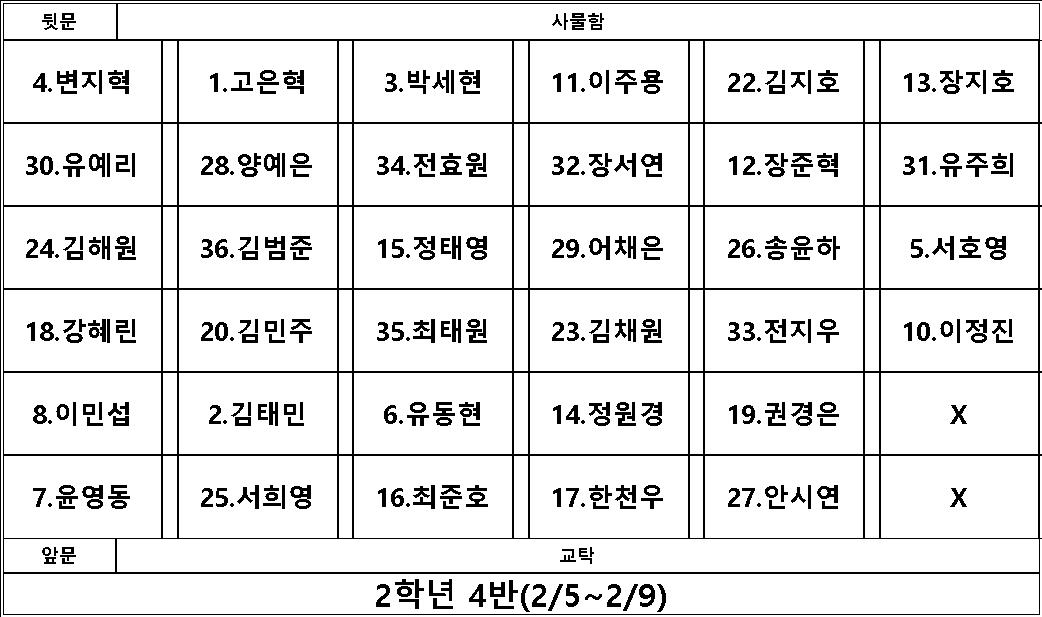 뒷문 사물함
4.변지혁 1.고은혁 3.박세현 11.이주용 22.김지호 13.장지호
30.유예리 28.양예은 34.전효원 32.장서연 12.장준혁 31.유주희
24.김해원 36.김범준 15.정태영 29.어채은 26.송윤하 5.서호영
18.강혜린 20.김민주 35.최태원 23.김채원 33.전지우 10.이정진
8.이민섭 2.김태민 6.유동현 14.정원경 19.권경은 X
7.윤영동 25.서희영 16.최준호 17.한천우 27.안시연 X
앞문 교탁
2학년 4반(2/5~2/9)